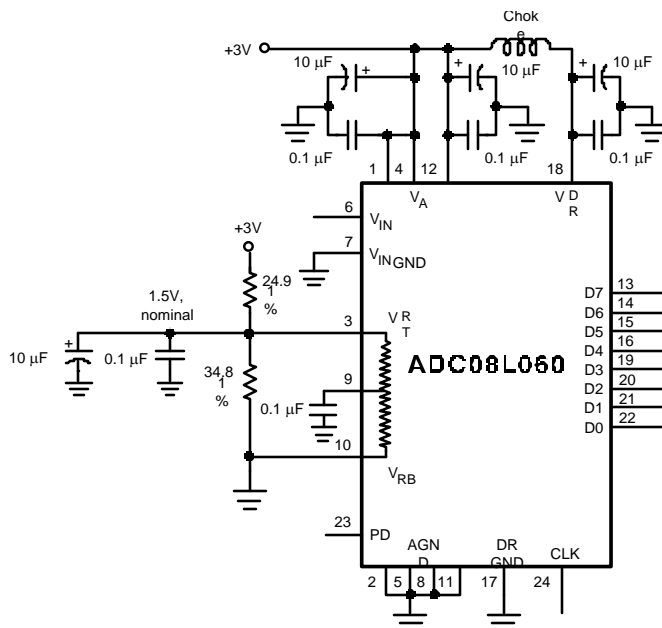 Chok
e
+3V
10 µF
+
+
10 µF
+
10 µF
0.1 µF
0.1 µF
0.1 µF
1
4
12
18
V A
V D
R
6
V IN
7
V IN GND
+3V
24.9
1
%
1.5V,
nominal
3
V R
T
10 µF
+
0.1 µF
34.8
1
%
9
0.1 µF
10
V RB
ADC08L060
D7 13
D6 14
D5 15
D4 16
D3 19
D2 20
D1 21
D0 22
23
PD
AGN
D
DR
GND
CLK
2
5
8
11
17
24